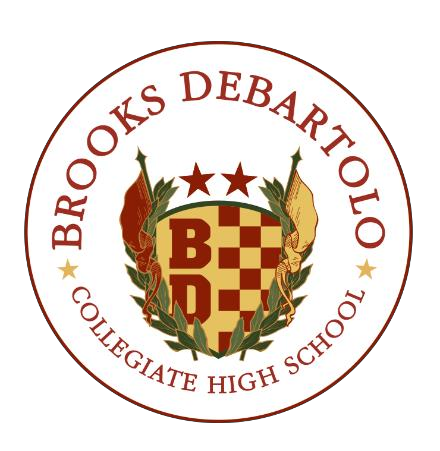 BROOKS DEBARTOLO
B
D
COLLEGIATE HIGH SCHOOL